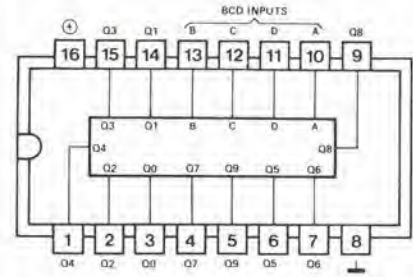 BCD INPUTS
⊕ Q3 Q1 B C D A Q8
16 15 14 13 12 11 10 9
Q3 Q1 B C D A
Q4 Q8
Q2 Q0 Q7 Q9 Q5 Q6
1 2 3 4 5 6 7 8
Q4 Q2 Q0 Q7 Q9 Q5 Q6